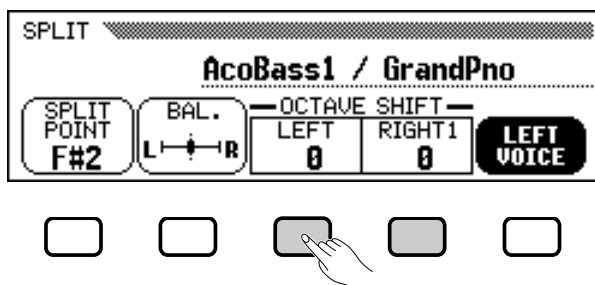 SPLIT
AcoBass1 / GrandPno
SPLIT POINT F#2
BAL. L R
OCTAVE SHIFT
LEFT 0
RIGHT1 0
LEFT VOICE